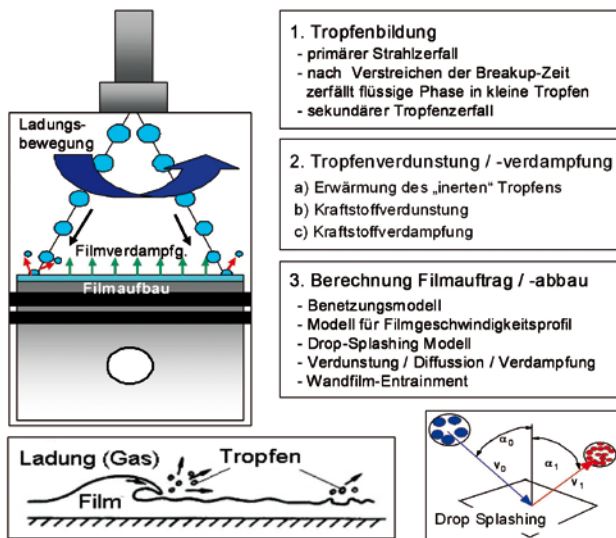 Ladungs-
bewegung
Filmverdampfg.
Filmaufbau
1. Tropfenbildung
- primärer Strahlzerfall
- nach Verstreichen der Breakup-Zeit
zerfällt flüssige Phase in kleine Tropfen
- sekundärer Tropfenzerfall
2. Tropfenverdunstung / -verdampfung
a) Erwärmung des „inerten“ Tropfens
b) Kraftstoffverdunstung
c) Kraftstoffverdampfung
3. Berechnung Filmauftrag / -abbau
- Benetzungsmodell
- Modell für Filmgeschwindigkeitsprofil
- Drop-Splashing Modell
- Verdunstung / Diffussion / Verdampfung
- Wandfilm-Entrainment
Ladung (Gas)
Tropfen
Film
α₀
v₀
α₁
v₁
Drop Splashing